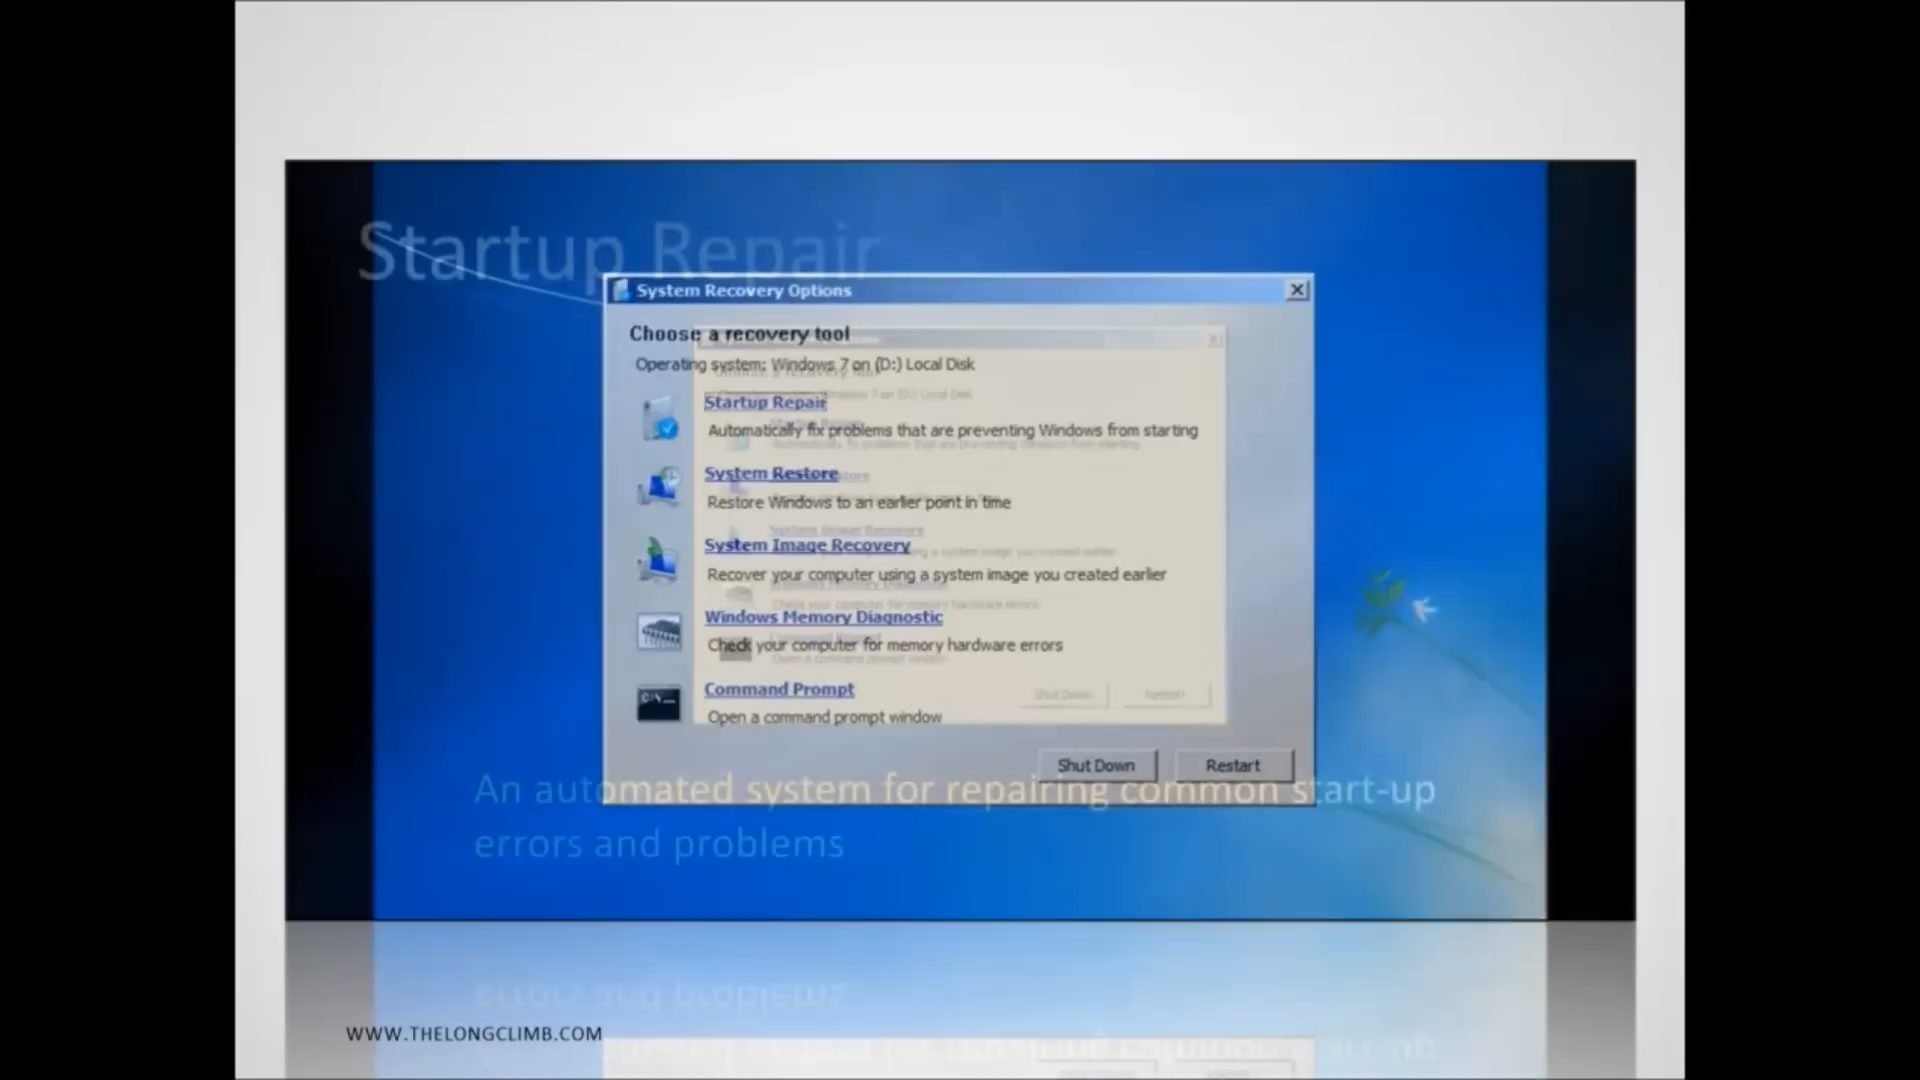 Startup Repair
System Recovery Options
Choose a recovery tool
Operating system: Windows 7 on (D:) Local Disk
Startup Repair
Automatically fix problems that are preventing Windows from starting
System Restore
Restore Windows to an earlier point in time
System Image Recovery
Recover your computer using a system image you created earlier
Windows Memory Diagnostic
Check your computer for memory hardware errors
C:\
Command Prompt
Open a command prompt window
Shut Down Restart
An automated system for repairing common start-up
errors and problems
WWW.THELONGCLIMB.COM